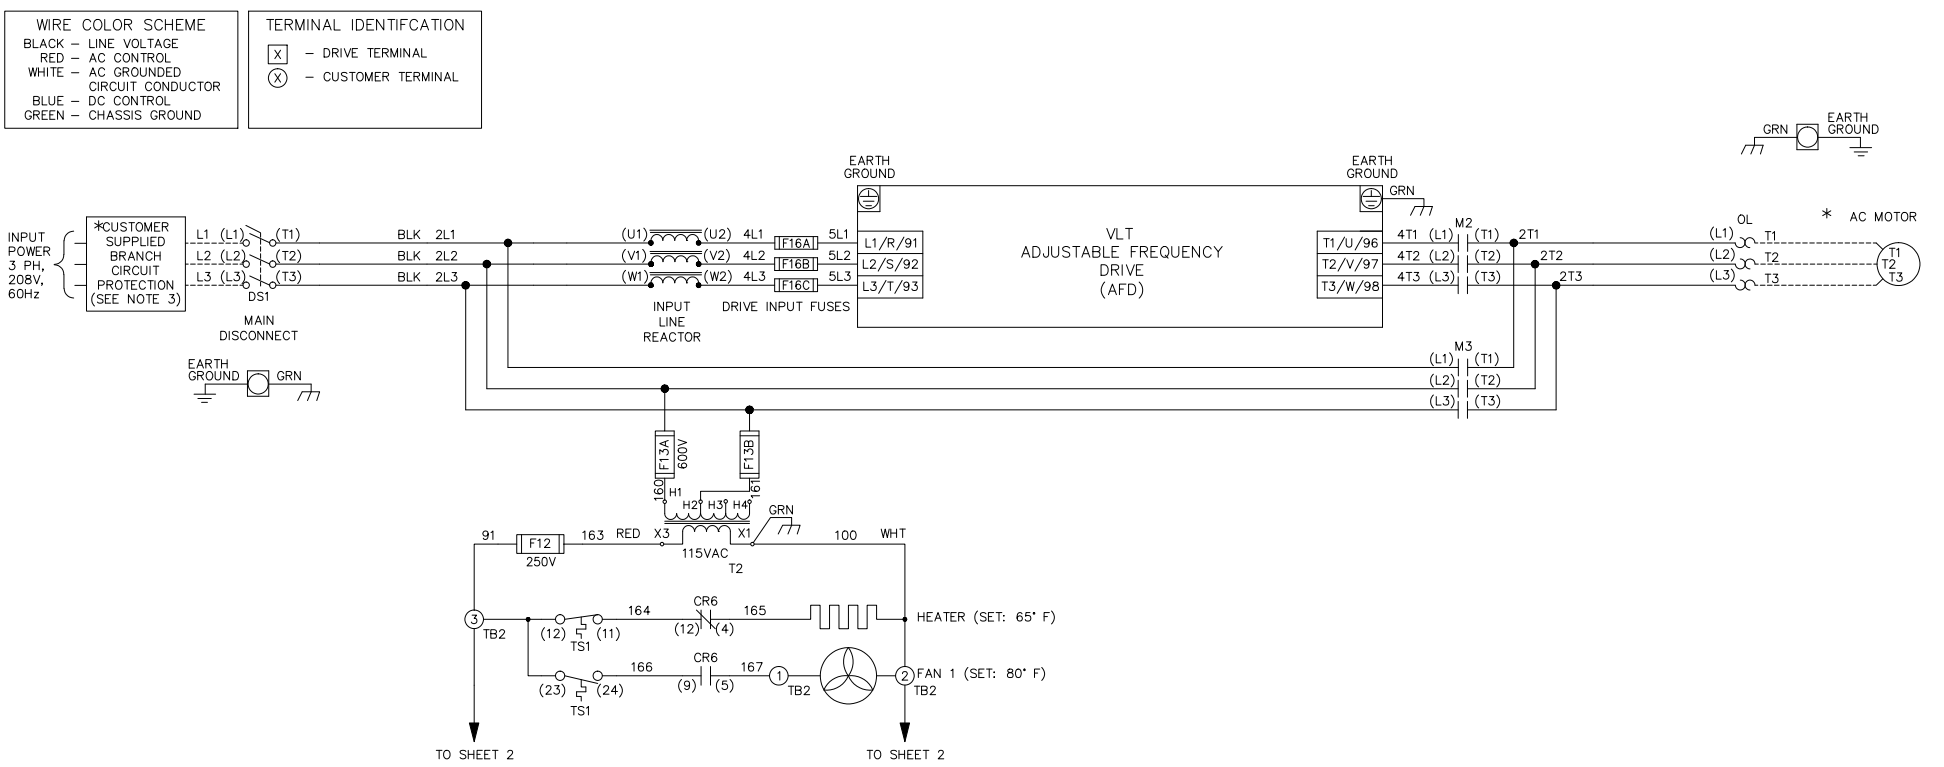 WIRE COLOR SCHEME
BLACK – LINE VOLTAGE
RED – AC CONTROL
WHITE – AC GROUNDED
CIRCUIT CONDUCTOR
BLUE – DC CONTROL
GREEN – CHASSIS GROUND
TERMINAL IDENTIFCATION
X – DRIVE TERMINAL
X – CUSTOMER TERMINAL
GRN
EARTH
GROUND
INPUT
POWER
3 PH,
208V,
60Hz
*CUSTOMER
SUPPLIED
BRANCH
CIRCUIT
PROTECTION
(SEE NOTE 3)
L1 (L1) (T1) BLK 2L1
L2 (L2) (T2) BLK 2L2
L3 (L3) (T3) BLK 2L3
DS1
MAIN
DISCONNECT
EARTH
GROUND
GRN
(U1) (U2) 4L1 F16A 5L1
(V1) (V2) 4L2 F16B 5L2
(W1) (W2) 4L3 F16C 5L3
INPUT
LINE
REACTOR
DRIVE INPUT FUSES
EARTH
GROUND
L1/R/91
L2/S/92
L3/T/93
VLT
ADJUSTABLE FREQUENCY
DRIVE
(AFD)
EARTH
GROUND
GRN
T1/U/96
T2/V/97
T3/W/98
M2
4T1 (L1) (T1) 2T1
4T2 (L2) (T2) 2T2
4T3 (L3) (T3) 2T3
OL
(L1) T1
(L2) T2
(L3) T3
* AC MOTOR
T1
T2
T3
M3
(L1) (T1)
(L2) (T2)
(L3) (T3)
F13A
600V
F13B
160
161
H1
H2 H3 H4
GRN
91
F12
250V
163 RED X3
X1
100 WHT
115VAC
T2
3
TB2
(12) (11)
TS1
164
CR6
(12) (4)
165
HEATER (SET: 65° F)
(23) (24)
TS1
166
CR6
(9) (5)
167
1
TB2
2
TB2
FAN 1 (SET: 80° F)
TO SHEET 2
TO SHEET 2